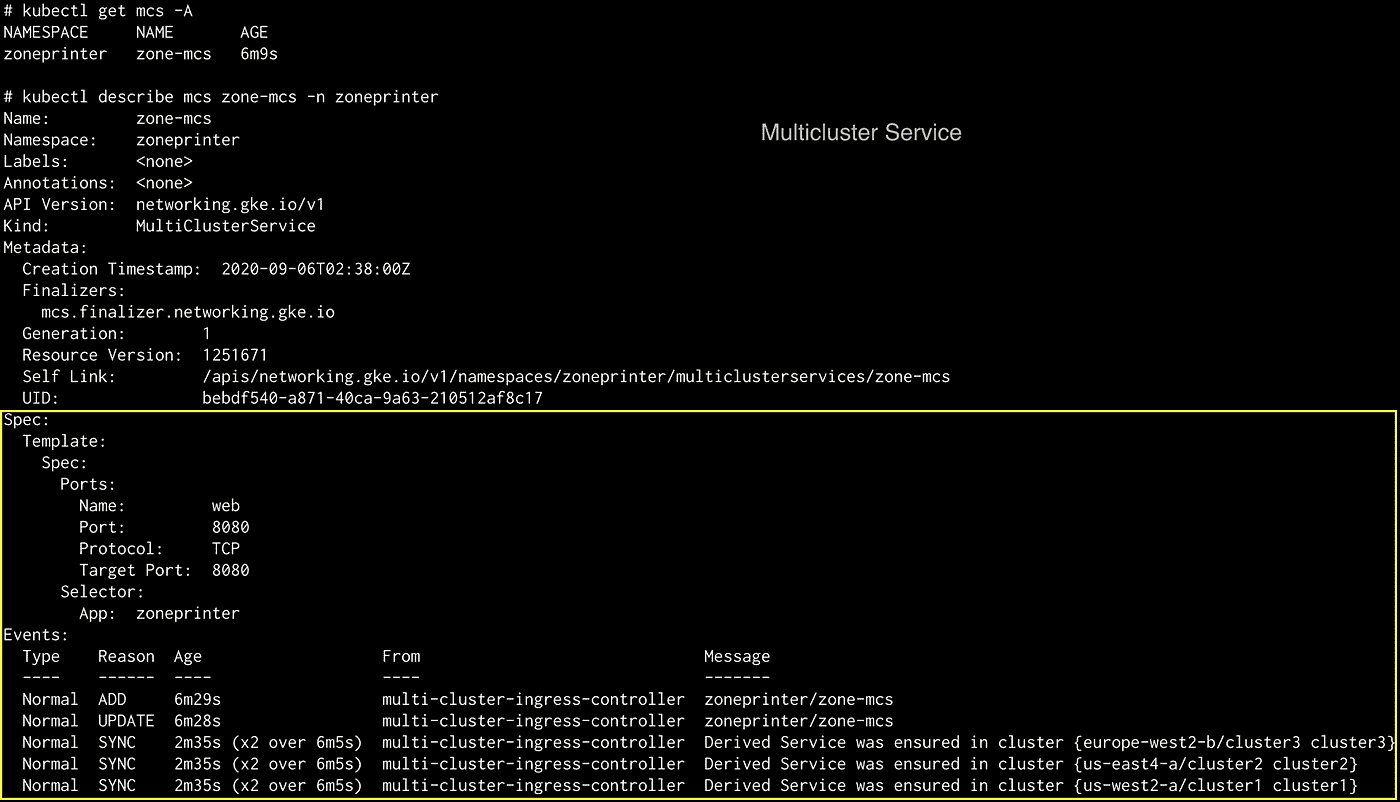 # kubectl get mcs -A
NAMESPACE     NAME       AGE
zoneprinter   zone-mcs   6m9s
# kubectl describe mcs zone-mcs -n zoneprinter
Name:         zone-mcs
Multicluster Service
Namespace:    zoneprinter
Labels:       <none>
Annotations:  <none>
API Version:  networking.gke.io/v1
Kind:         MultiClusterService
Metadata:
  Creation Timestamp:  2020-09-06T02:38:00Z
  Finalizers:
    mcs.finalizer.networking.gke.io
  Generation:        1
  Resource Version:  1251671
  Self Link:         /apis/networking.gke.io/v1/namespaces/zoneprinter/multiclusterservices/zone-mcs
  UID:               bebdf540-a871-40ca-9a63-210512af8c17
Spec:
  Template:
    Spec:
      Ports:
        Name:         web
        Port:         8080
        Protocol:     TCP
        Target Port:  8080
      Selector:
        App:  zoneprinter
Events:
  Type    Reason  Age                 From                              Message
  ----    ------  ----                ----                              -------
  Normal  ADD     6m29s               multi-cluster-ingress-controller  zoneprinter/zone-mcs
  Normal  UPDATE  6m28s               multi-cluster-ingress-controller  zoneprinter/zone-mcs
  Normal  SYNC    2m35s (x2 over 6m5s)  multi-cluster-ingress-controller  Derived Service was ensured in cluster {europe-west2-b/cluster3 cluster3}
  Normal  SYNC    2m35s (x2 over 6m5s)  multi-cluster-ingress-controller  Derived Service was ensured in cluster {us-east4-a/cluster2 cluster2}
  Normal  SYNC    2m35s (x2 over 6m5s)  multi-cluster-ingress-controller  Derived Service was ensured in cluster {us-west2-a/cluster1 cluster1}